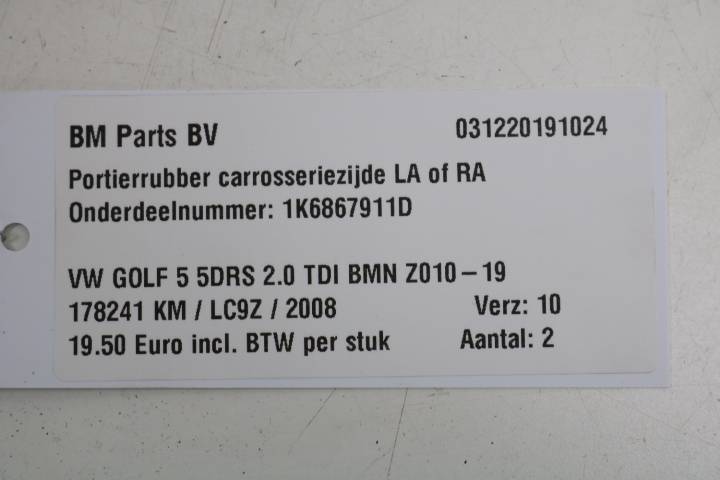 BM Parts BV 031220191024
Portierrubber carrosseriezijde LA of RA
Onderdeelnummer: 1K6867911D
VW GOLF 5 5DRS 2.0 TDI BMN Z010-19
178241 KM / LC9Z / 2008 Verz: 10
19.50 Euro incl. BTW per stuk Aantal: 2